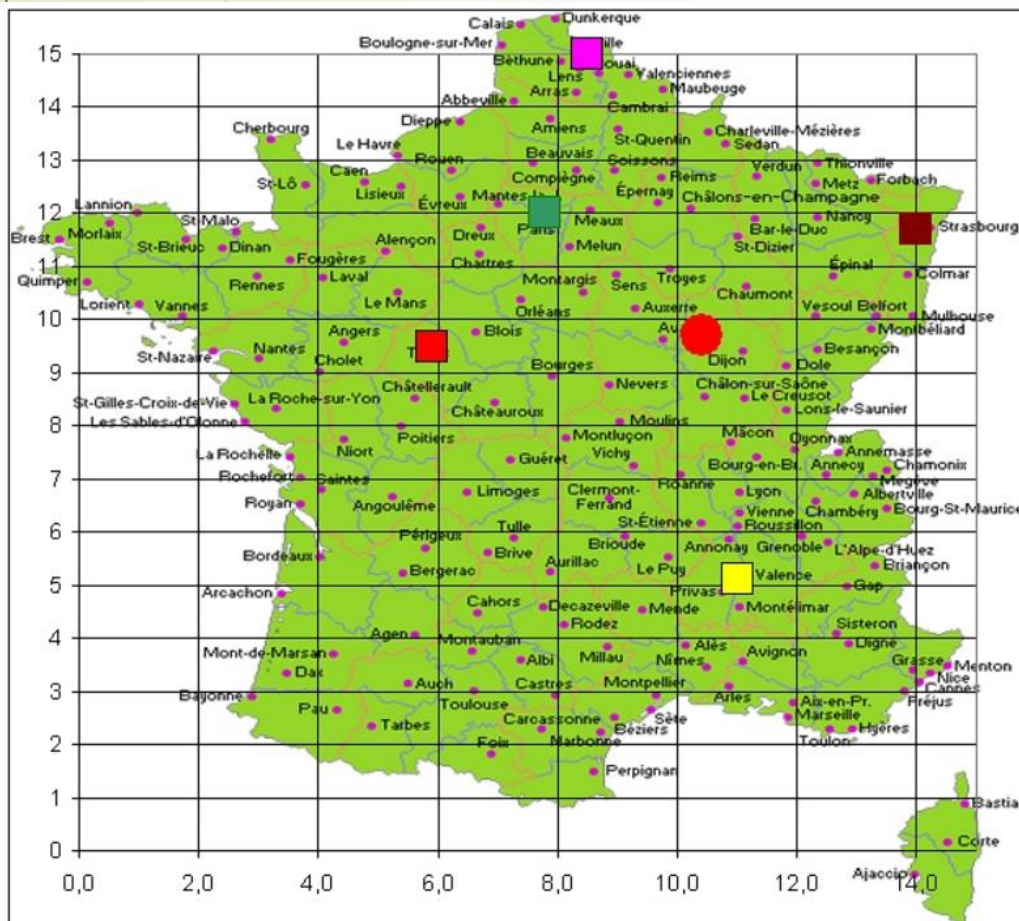 Calais
Dunkerque
Boulogne-sur-Mer
15
Béthune
Lens
Valenciennes
14
Abbeville
Arras
Cambrai
Maubeuge
Cherbourg
Dieppe
Amiens
St-Quentin
Charleville-Mézières
Sedan
13
Le Havre
Rouen
Beauvais
Soissons
Verdun
Thionville
Caen
St-Lô
Lisieux
Compiègne
Reims
Metz
Forbach
Lannion
Évreux
Épernay
Châlons-en-Champagne
12
St-Malo
Meaux
Nancy
Brest
Morlaix
St-Brieuc
Dinan
Alençon
Dreux
Paris
Melun
Bar-le-Duc
St-Dizier
Strasbourg
11
Fougères
Chartres
Épinal
Quimper
Rennes
Laval
Montargis
Sens
Troyes
Chaumont
Colmar
Lorient
Vannes
Le Mans
Orléans
Auxerre
Vesoul
Belfort
Mulhouse
10
Angers
Blois
Montbéliard
St-Nazaire
Nantes
Cholet
Bourges
Dijon
Besançon
Dole
9
Châtellerault
Nevers
Châlon-sur-Saône
St-Gilles-Croix-de-Vie
La Roche-sur-Yon
Châteauroux
Le Creusot
Lons-le-Saunier
Les Sables-d'Olonne
8
Niort
Poitiers
Montluçon
Moulins
Mâcon
Oyonnax
Annemasse
La Rochelle
Guéret
Vichy
Bourg-en-Br.
Annecy
Chamonix
7
Rochefort
Saintes
Limoges
Clermont-
Ferrand
Roanne
Lyon
Megève
Albertville
Royan
Angoulême
St-Étienne
Vienne
Chambéry
Bourg-St-Maurice
6
Périgueux
Tulle
Brioude
Roussillon
Bordeaux
Brive
Aurillac
Le Puy
Annonay
Grenoble
L'Alpe-d'Huez
Briançon
5
Arcachon
Bergerac
Privas
Valence
Gap
Cahors
Decazeville
Mende
Montélimar
4
Agen
Montauban
Rodez
Sisteron
Digne
Mont-de-Marsan
Albi
Millau
Alès
Nîmes
Avignon
Grasse
Menton
Nice
Dax
3
Bayonne
Auch
Castres
Montpellier
Arles
Aix-en-Pr.
Cannes
Fréjus
Pau
Toulouse
Tarbes
Carcassonne
Sète
Marseille
2
Foix
Narbonne
Béziers
Toulon
Hyères
Perpignan
1
Bastia
0
Corte
Ajaccio
0,0
2,0
4,0
6,0
8,0
10,0
12,0
14,0